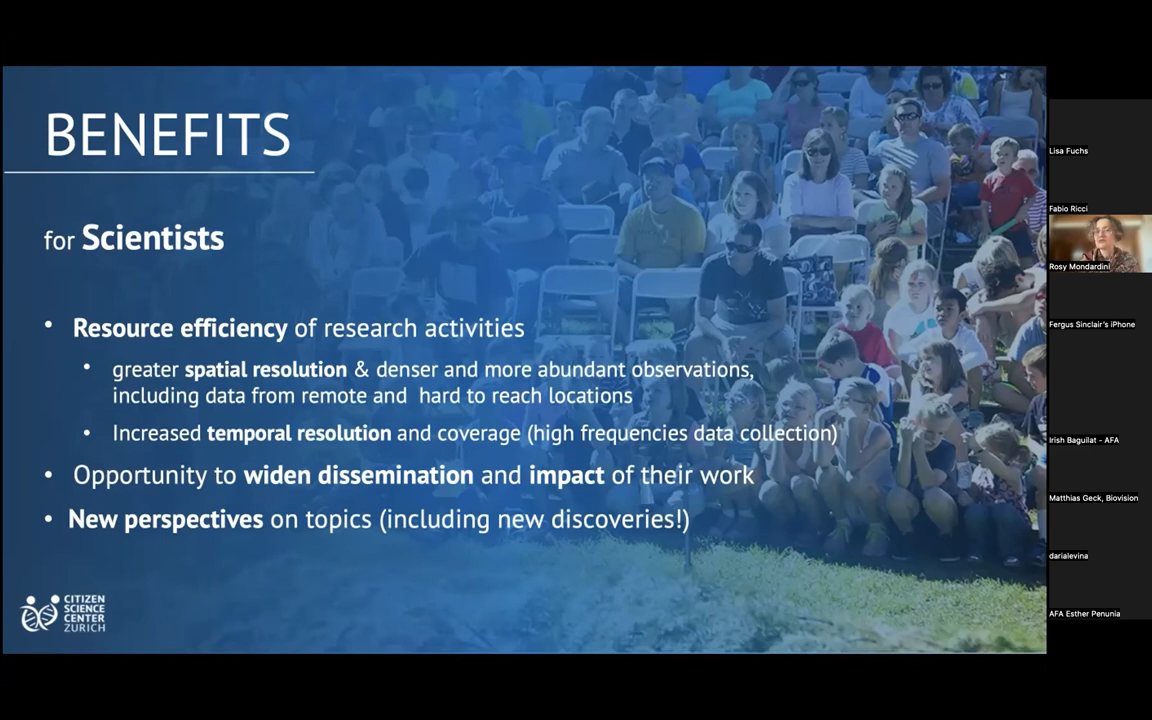 BENEFITS
for Scientists
• Resource efficiency of research activities
• greater spatial resolution & denser and more abundant observations,
including data from remote and hard to reach locations
• Increased temporal resolution and coverage (high frequencies data collection)
• Opportunity to widen dissemination and impact of their work
• New perspectives on topics (including new discoveries!)
CITIZEN
SCIENCE
CENTER
ZURICH
Lisa Fuchs
Fabio Ricci
Rosy Mondardini
Fergus Sinclair's iPhone
Irish Baguilat - AFA
Matthias Geck, Biovision
darialevina
AFA Esther Penunia